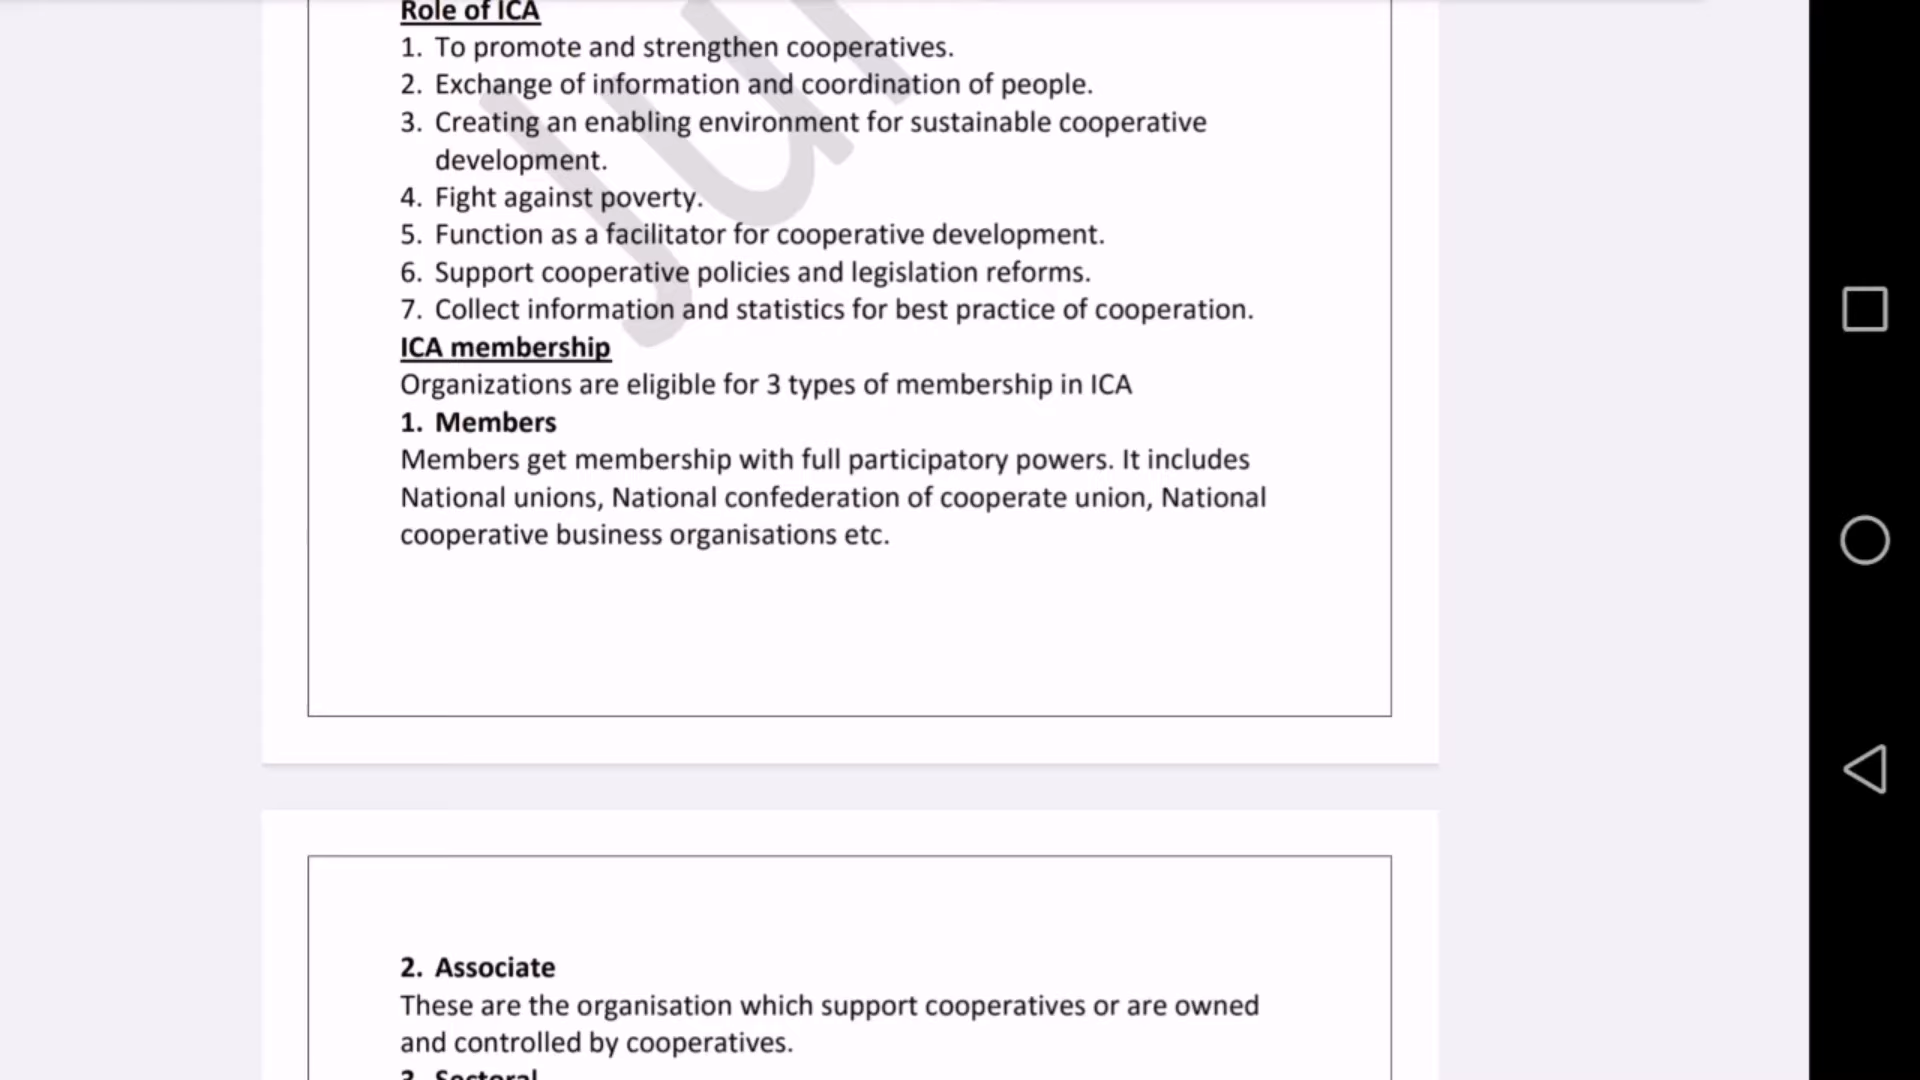 Role of ICA
1. To promote and strengthen cooperatives.
2. Exchange of information and coordination of people.
3. Creating an enabling environment for sustainable cooperative
development.
4. Fight against poverty.
5. Function as a facilitator for cooperative development.
6. Support cooperative policies and legislation reforms.
7. Collect information and statistics for best practice of cooperation.
ICA membership
Organizations are eligible for 3 types of membership in ICA
1. Members
Members get membership with full participatory powers. It includes
National unions, National confederation of cooperate union, National
cooperative business organisations etc.
2. Associate
These are the organisation which support cooperatives or are owned
and controlled by cooperatives.
3. Sectoral